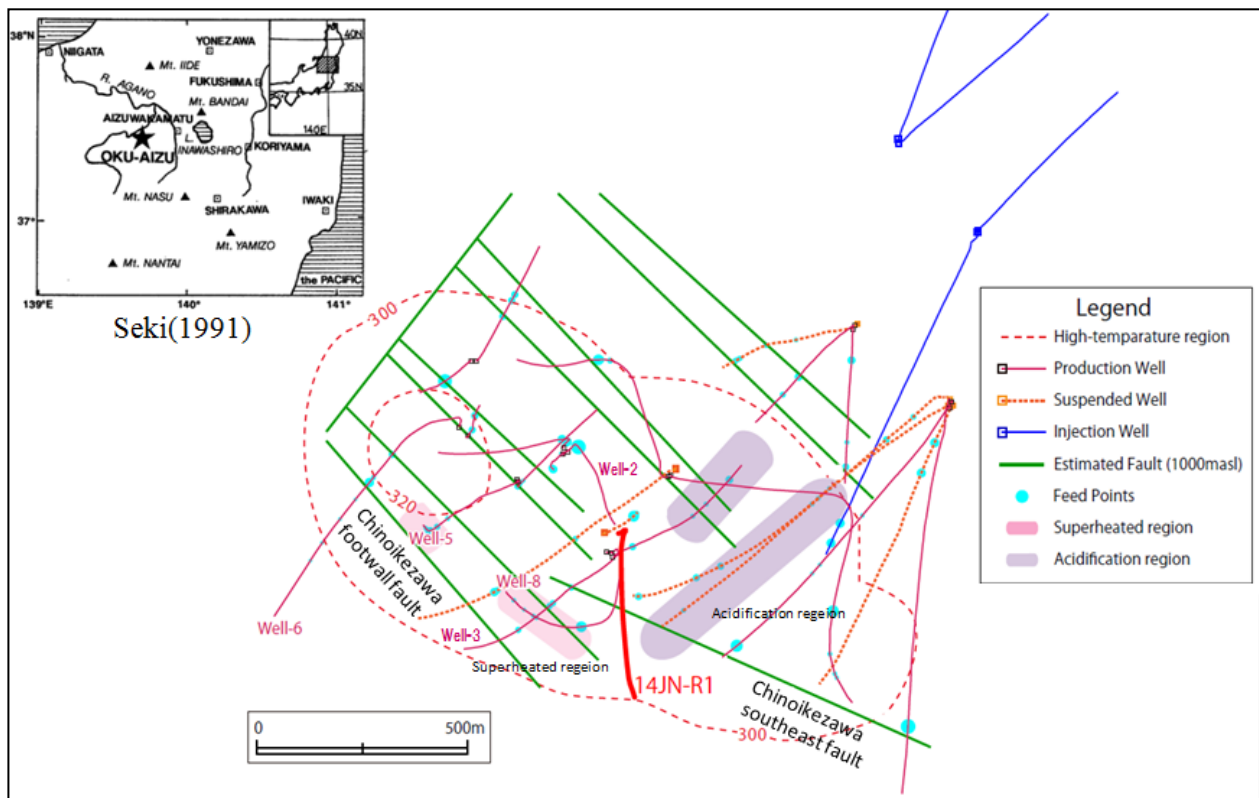 38°N
NIIGATA
YONEZAWA
Mt. IIDE
40N
35N
140E
R. AGANO
FUKUSHIMA
Mt. BANDAI
AIZUWAKAMATU
L. INAWASHIRO
OKU-AIZU
KORIYAMA
Mt. NASU
SHIRAKAWA
IWAKI
37°
Mt. YAMIZO
Mt. NANTAI
the PACIFIC
139°E
140°
141°
Seki(1991)
300
320
Well-2
Well-5
Chinoikezawa
footwall fault
Well-8
Well-6
Well-3
Superheated regeion
Acidification regeion
14JN-R1
300
Chinoikezawa
southeast fault
0
500m
Legend
High-temparature region
Production Well
Suspended Well
Injection Well
Estimated Fault (1000masl)
Feed Points
Superheated region
Acidification region